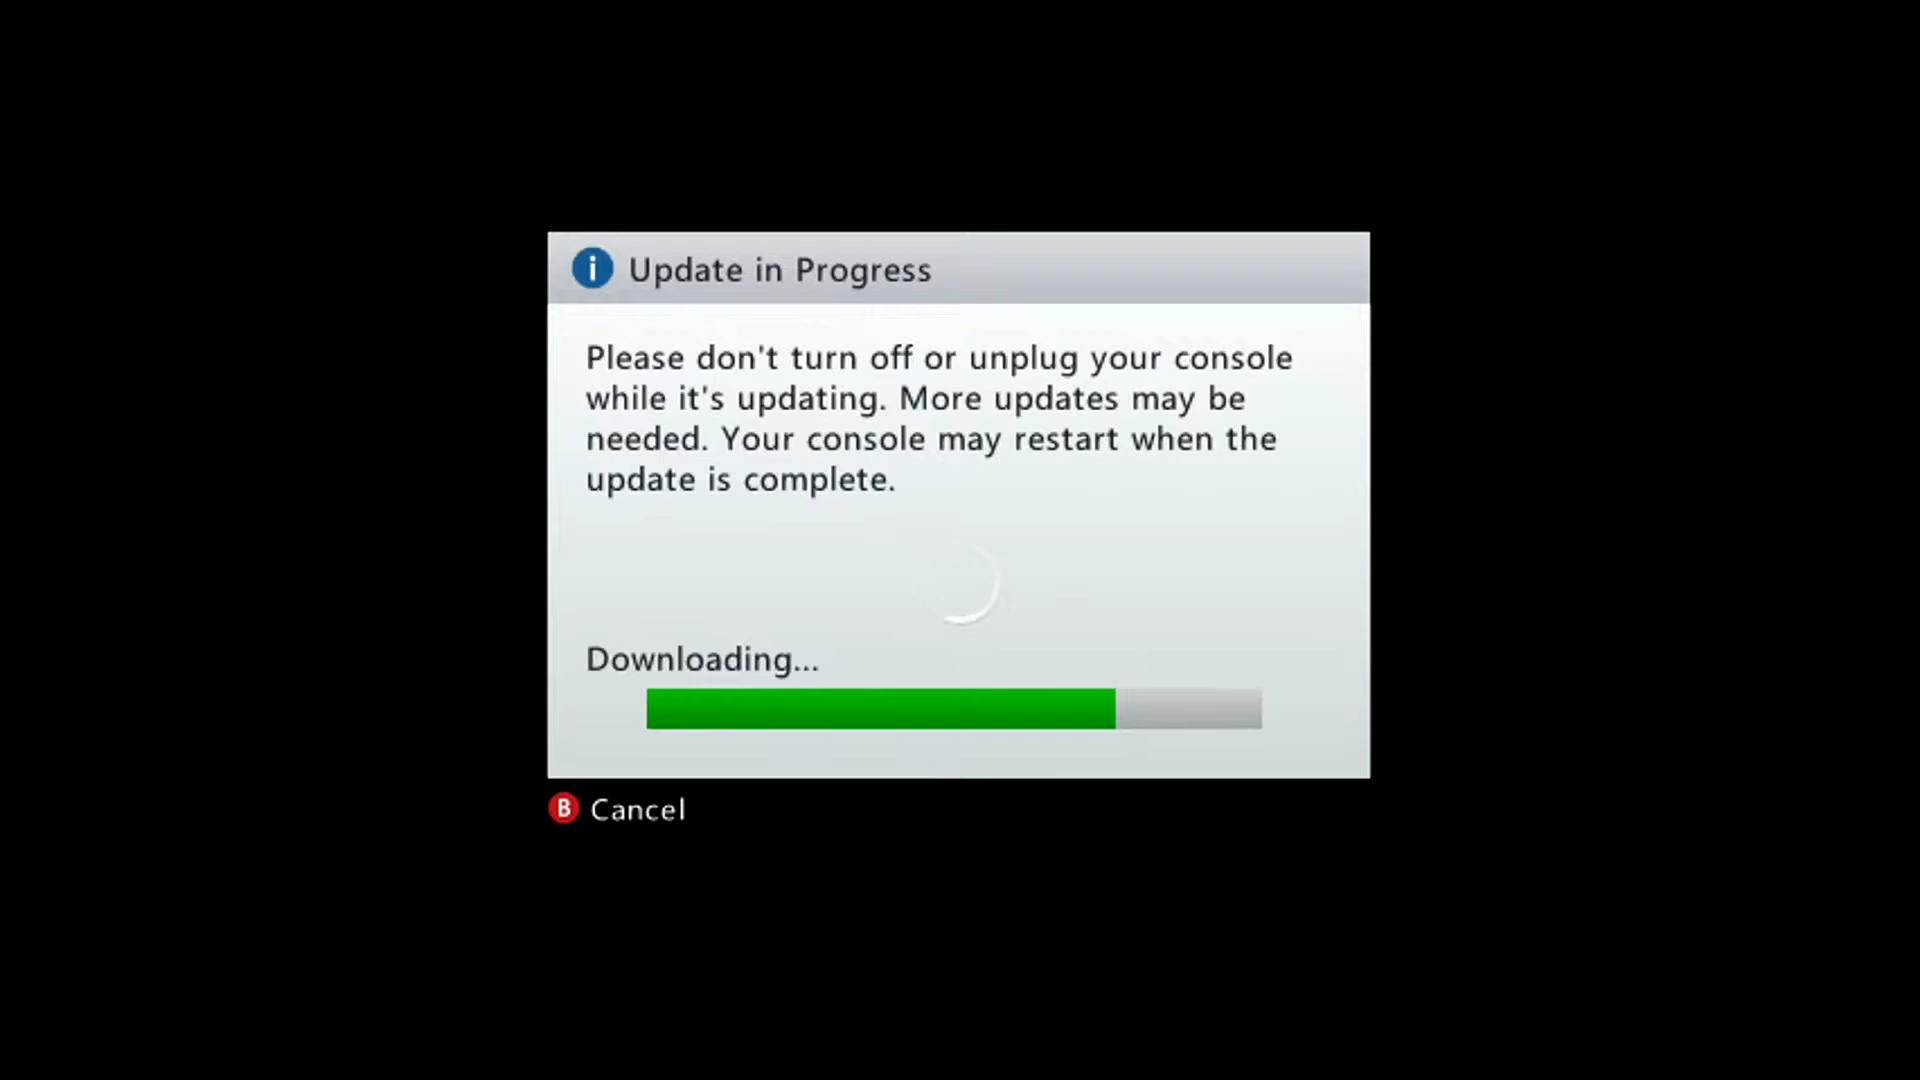 i Update in Progress
Please don't turn off or unplug your console
while it's updating. More updates may be
needed. Your console may restart when the
update is complete.
Downloading...
B Cancel